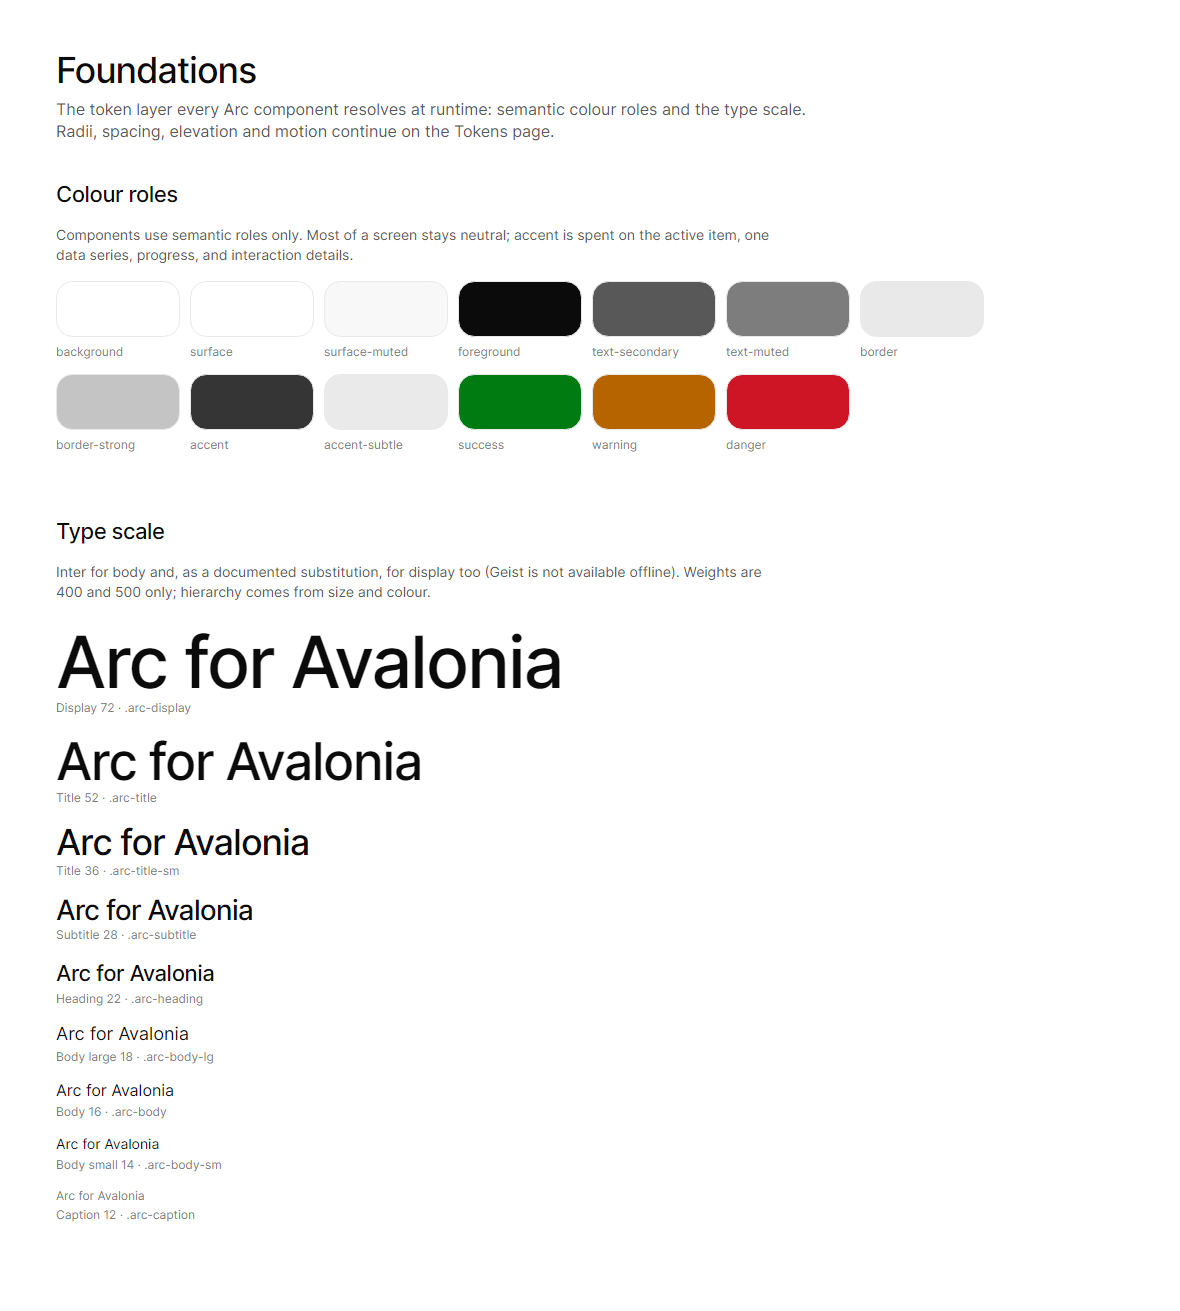 Foundations
The token layer every Arc component resolves at runtime: semantic colour roles and the type scale.
Radii, spacing, elevation and motion continue on the Tokens page.
Colour roles
Components use semantic roles only. Most of a screen stays neutral; accent is spent on the active item, one
data series, progress, and interaction details.
background surface surface-muted foreground text-secondary text-muted border
border-strong accent accent-subtle success warning danger
Type scale
Inter for body and, as a documented substitution, for display too (Geist is not available offline). Weights are
400 and 500 only; hierarchy comes from size and colour.
Arc for Avalonia
Display 72 · .arc-display
Arc for Avalonia
Title 52 · .arc-title
Arc for Avalonia
Title 36 · .arc-title-sm
Arc for Avalonia
Subtitle 28 · .arc-subtitle
Arc for Avalonia
Heading 22 · .arc-heading
Arc for Avalonia
Body large 18 · .arc-body-lg
Arc for Avalonia
Body 16 · .arc-body
Arc for Avalonia
Body small 14 · .arc-body-sm
Arc for Avalonia
Caption 12 · .arc-caption